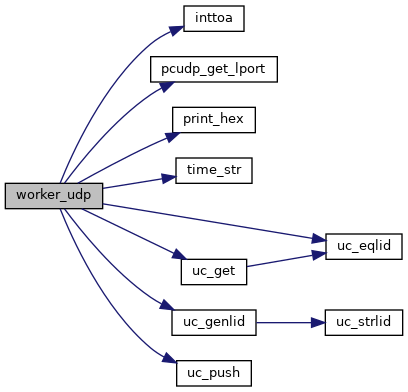 inttoa
pcudp_get_lport
print_hex
time_str
worker_udp
uc_eqlid
uc_get
uc_genlid
uc_strlid
uc_push